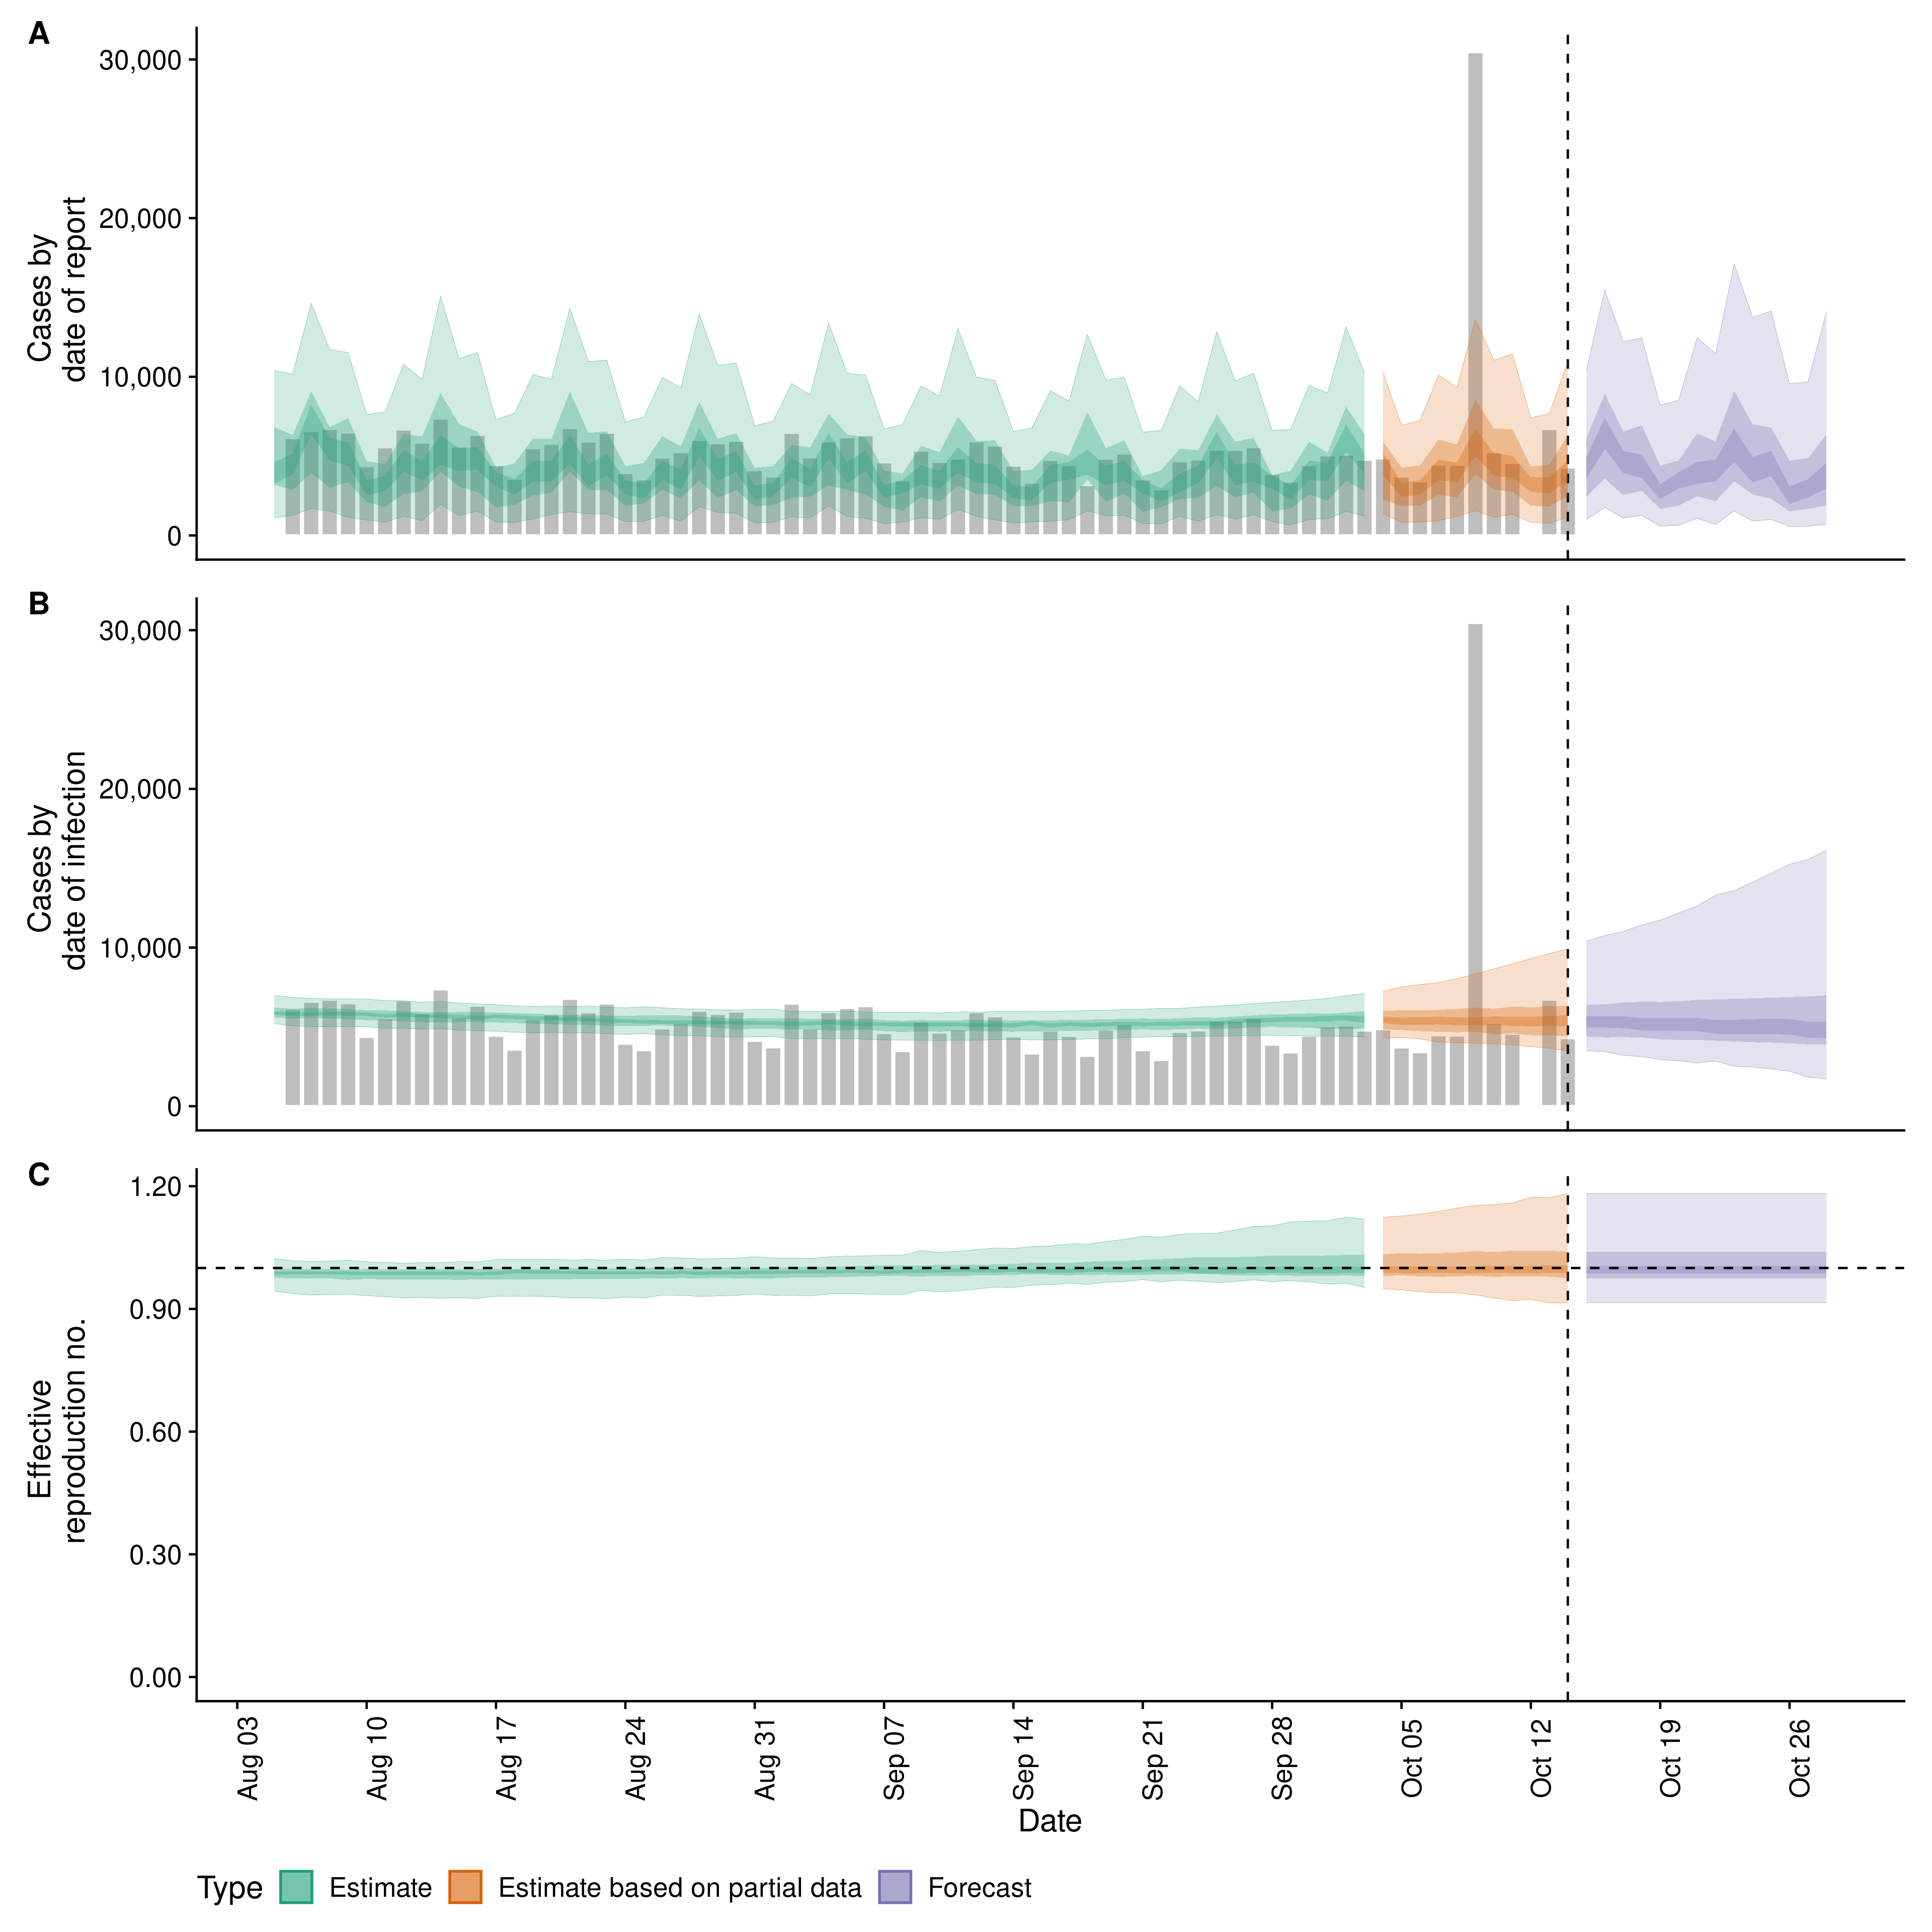 A
30,000
20,000
10,000
0
Cases by
date of report
B
30,000
20,000
10,000
0
Cases by
date of infection
C
1.20
0.90
0.60
0.30
0.00
Effective
reproduction no.
Aug 03
Aug 10
Aug 17
Aug 24
Aug 31
Sep 07
Sep 14
Sep 21
Sep 28
Oct 05
Oct 12
Oct 19
Oct 26
Date
Type Estimate Estimate based on partial data Forecast